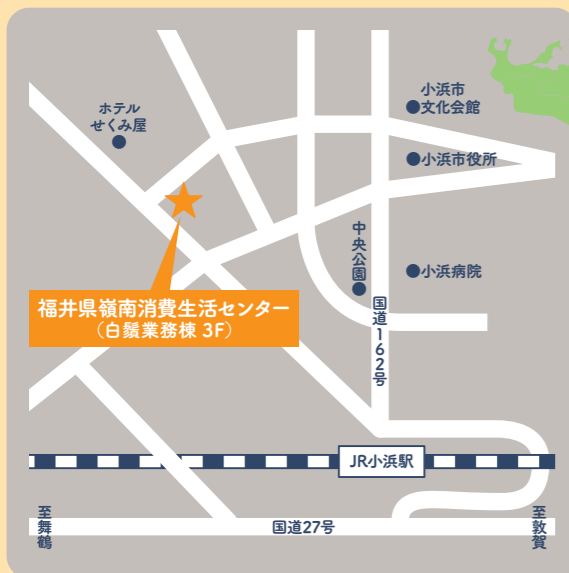 ホテル
せくみ屋
小浜市
文化会館
小浜市役所
中央公園
小浜病院
福井県嶺南消費生活センター
（白鬚業務棟 3F）
国道162号
JR小浜駅
至舞鶴
国道27号
至敦賀